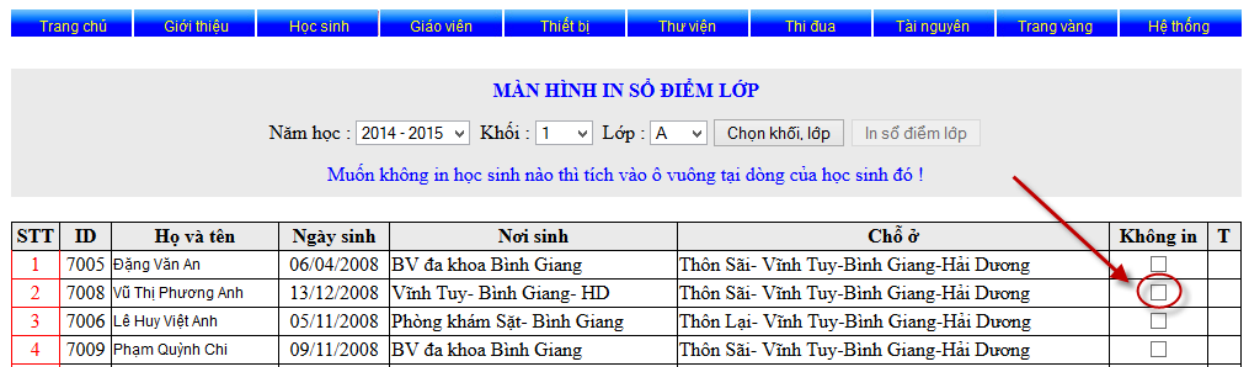 Trang chủ Giới thiệu Học sinh Giáo viên Thiết bị Thư viện Thi đua Tài nguyên Trang vàng Hệ thống
MÀN HÌNH IN SỔ ĐIỂM LỚP
Năm học : 2014 - 2015 Khối : 1 Lớp : A Chọn khối, lớp In sổ điểm lớp
Muốn không in học sinh nào thì tích vào ô vuông tại dòng của học sinh đó !
STT ID Họ và tên Ngày sinh Nơi sinh Chỗ ở Không in T
1 7005 Đặng Văn An 06/04/2008 BV đa khoa Bình Giang Thôn Sãi- Vĩnh Tuy-Bình Giang-Hải Dương
2 7008 Vũ Thị Phương Anh 13/12/2008 Vĩnh Tuy- Bình Giang- HD Thôn Sãi- Vĩnh Tuy-Bình Giang-Hải Dương
3 7006 Lê Huy Việt Anh 05/11/2008 Phòng khám Sặt- Bình Giang Thôn Lại- Vĩnh Tuy-Bình Giang-Hải Dương
4 7009 Phạm Quỳnh Chi 09/11/2008 BV đa khoa Bình Giang Thôn Sãi- Vĩnh Tuy-Bình Giang-Hải Dương